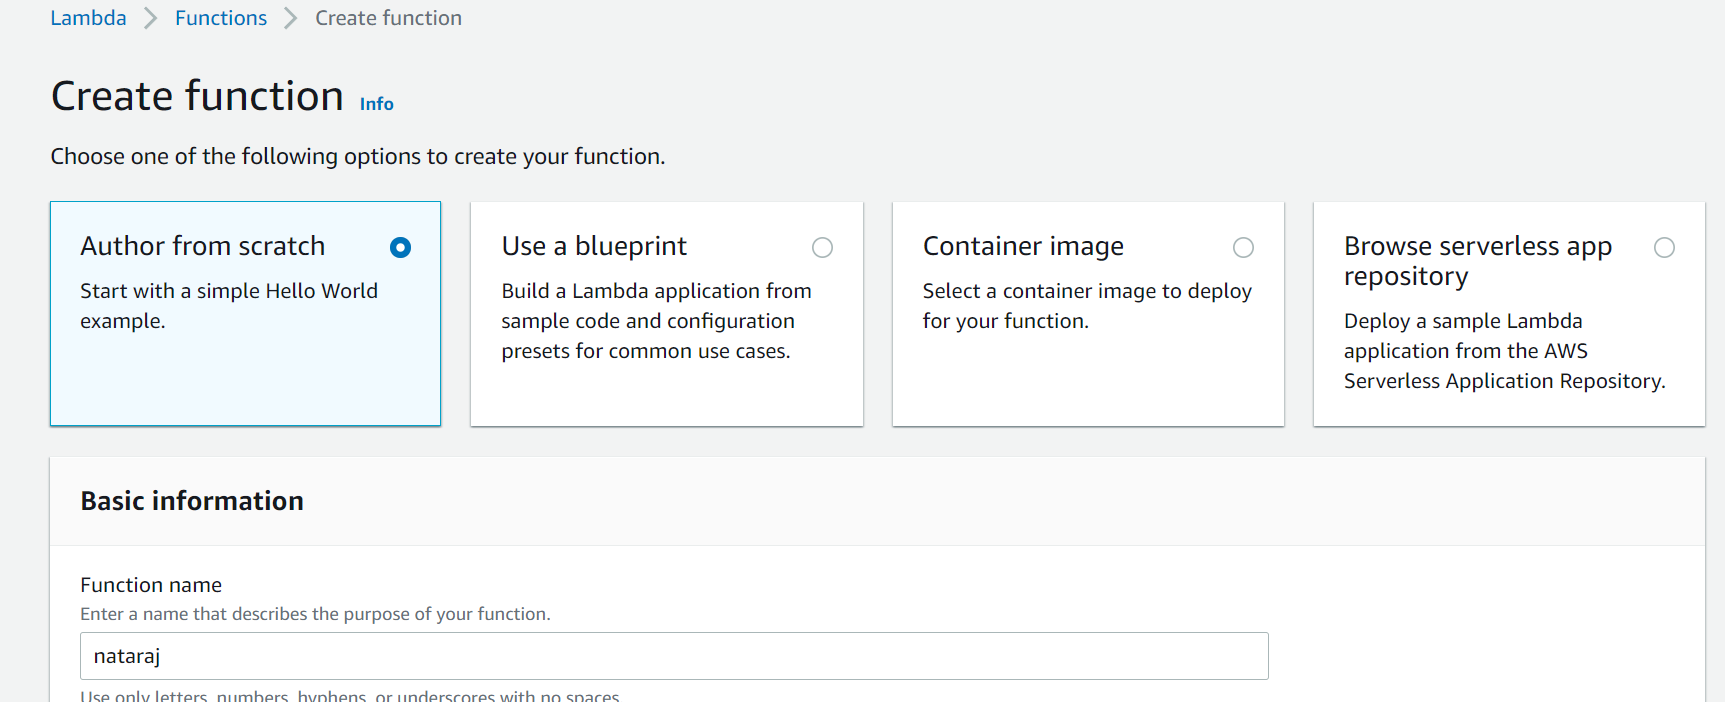 Lambda > Functions > Create function
Create function Info
Choose one of the following options to create your function.
Author from scratch
Start with a simple Hello World
example.
Use a blueprint
Build a Lambda application from
sample code and configuration
presets for common use cases.
Container image
Select a container image to deploy
for your function.
Browse serverless app
repository
Deploy a sample Lambda
application from the AWS
Serverless Application Repository.
Basic information
Function name
Enter a name that describes the purpose of your function.
nataraj
Use only letters, numbers, hyphens, or underscores with no spaces.